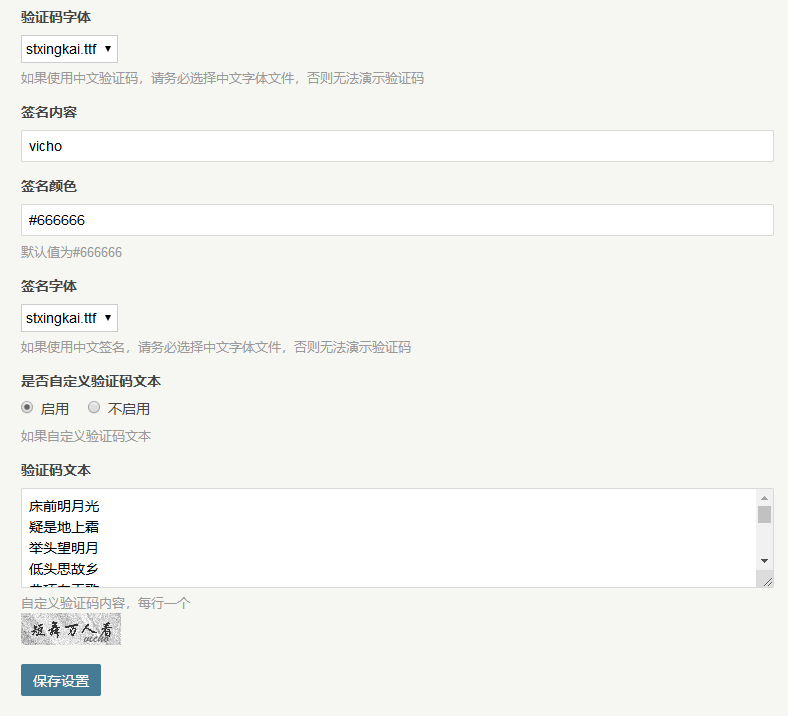 验证码字体
stxingkai.ttf
如果使用中文验证码，请务必选择中文字体文件，否则无法演示验证码
签名内容
vicho
签名颜色
#666666
默认值为#666666
签名字体
stxingkai.ttf
如果使用中文签名，请务必选择中文字体文件，否则无法演示验证码
是否自定义验证码文本
启用 不启用
如果自定义验证码文本
验证码文本
床前明月光
疑是地上霜
举头望明月
低头思故乡
自定义验证码内容，每行一个
短舞万人看
vicho
保存设置